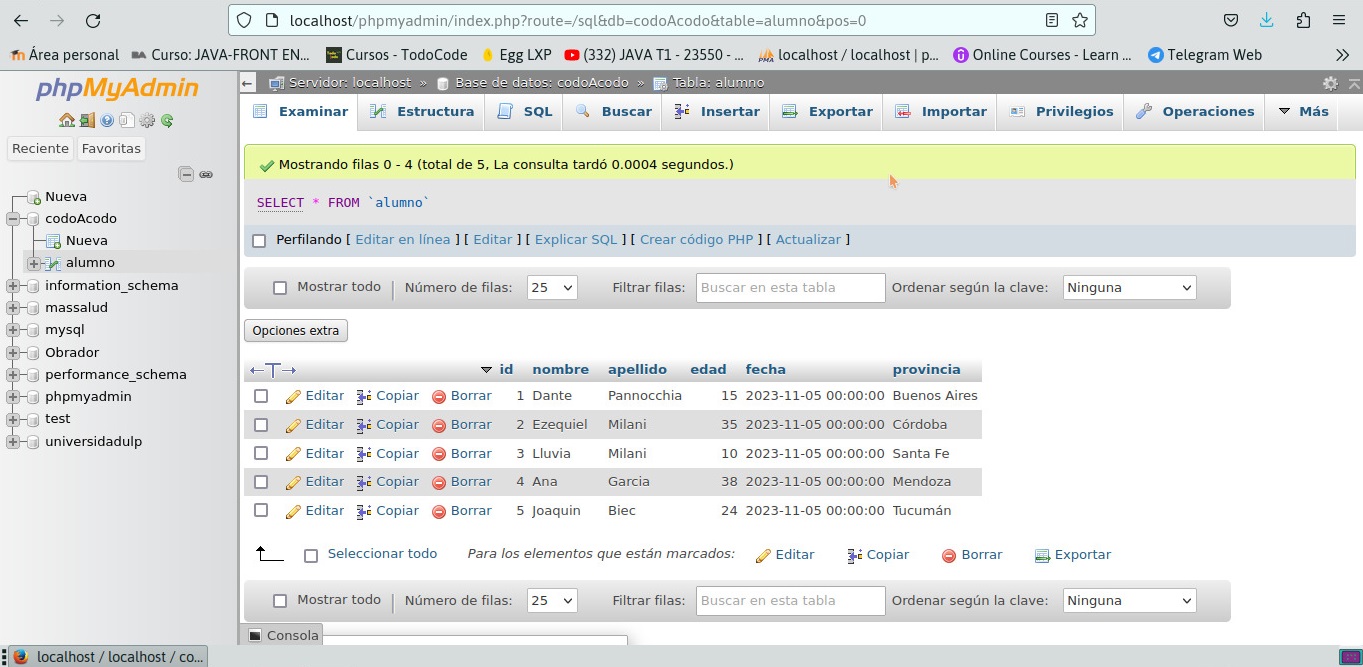 localhost/phpmyadmin/index.php?route=/sql&db=codoAcodo&table=alumno&pos=0
Área personal Curso: JAVA-FRONT EN... Cursos - TodoCode Egg LXP (332) JAVA T1 - 23550 - ... localhost / localhost | p... Online Courses - Learn ... Telegram Web
phpMyAdmin
Reciente Favoritas
Nueva
codoAcodo
Nueva
alumno
information_schema
massalud
mysql
Obrador
performance_schema
phpmyadmin
test
universidadulp
Servidor: localhost » Base de datos: codoAcodo » Tabla: alumno
Examinar Estructura SQL Buscar Insertar Exportar Importar Privilegios Operaciones Más
Mostrando filas 0 - 4 (total de 5, La consulta tardó 0.0004 segundos.)
SELECT * FROM `alumno`
Perfilando [ Editar en línea ] [ Editar ] [ Explicar SQL ] [ Crear código PHP ] [ Actualizar ]
Mostrar todo | Número de filas: 25 Filtrar filas: Buscar en esta tabla Ordenar según la clave: Ninguna
Opciones extra
←T→ id nombre apellido edad fecha provincia
Editar Copiar Borrar 1 Dante Pannocchia 15 2023-11-05 00:00:00 Buenos Aires
Editar Copiar Borrar 2 Ezequiel Milani 35 2023-11-05 00:00:00 Córdoba
Editar Copiar Borrar 3 Lluvia Milani 10 2023-11-05 00:00:00 Santa Fe
Editar Copiar Borrar 4 Ana Garcia 38 2023-11-05 00:00:00 Mendoza
Editar Copiar Borrar 5 Joaquin Biec 24 2023-11-05 00:00:00 Tucumán
Seleccionar todo Para los elementos que están marcados: Editar Copiar Borrar Exportar
Mostrar todo | Número de filas: 25 Filtrar filas: Buscar en esta tabla Ordenar según la clave: Ninguna
Consola
localhost / localhost / co...